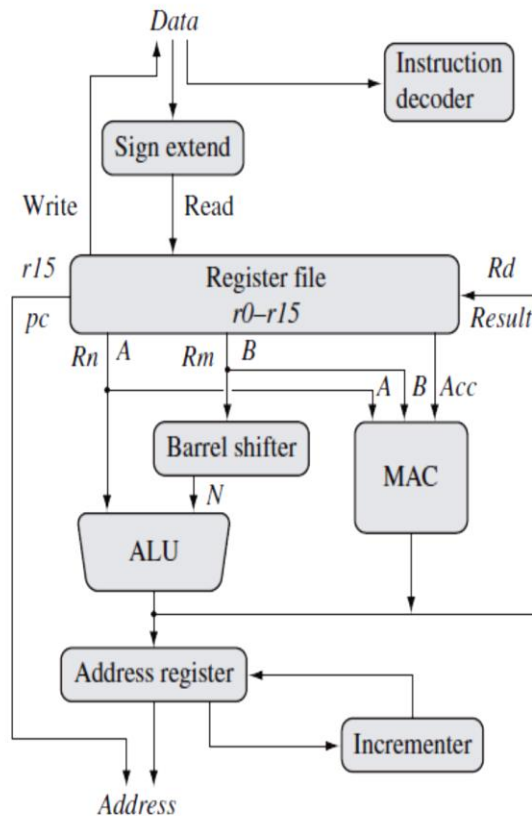 Data
Instruction
decoder
Sign extend
Write
Read
r15
Register file
Rd
pc
r0–r15
Result
Rn
A
Rm
B
A
B
Acc
Barrel shifter
MAC
N
ALU
Address register
Incrementer
Address